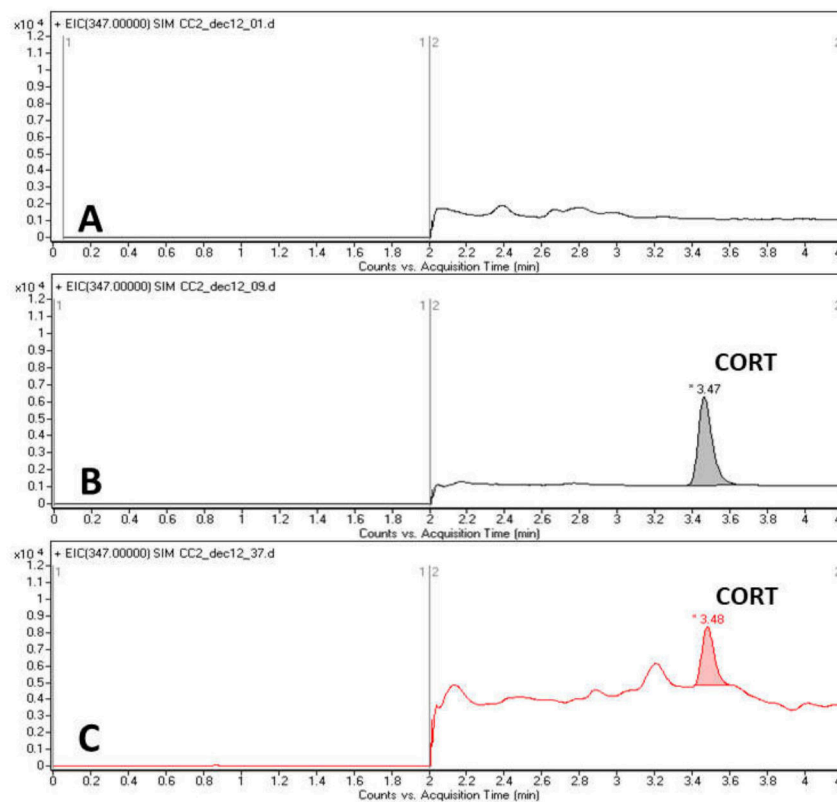 x10 4 + EIC(347.00000) SIM CC2_dec12_01.d
1.2 1 1 2 2
1.1
1
0.9
0.8
0.7
0.6
0.5
0.4
0.3
0.2
0.1 A
0
0 0.2 0.4 0.6 0.8 1 1.2 1.4 1.6 1.8 2 2.2 2.4 2.6 2.8 3 3.2 3.4 3.6 3.8 4
Counts vs. Acquisition Time (min)
x10 4 + EIC(347.00000) SIM CC2_dec12_09.d
1.2 1 1 2 2
1.1
1
0.9
0.8 CORT
0.7 * 3.47
0.6
0.5
0.4
0.3
0.2
0.1 B
0
0 0.2 0.4 0.6 0.8 1 1.2 1.4 1.6 1.8 2 2.2 2.4 2.6 2.8 3 3.2 3.4 3.6 3.8 4
Counts vs. Acquisition Time (min)
x10 4 + EIC(347.00000) SIM CC2_dec12_37.d
1.2 1 1 2 2
1.1
1 CORT
0.9 * 3.48
0.8
0.7
0.6
0.5
0.4
0.3
0.2
0.1 C
0
0 0.2 0.4 0.6 0.8 1 1.2 1.4 1.6 1.8 2 2.2 2.4 2.6 2.8 3 3.2 3.4 3.6 3.8 4
Counts vs. Acquisition Time (min)